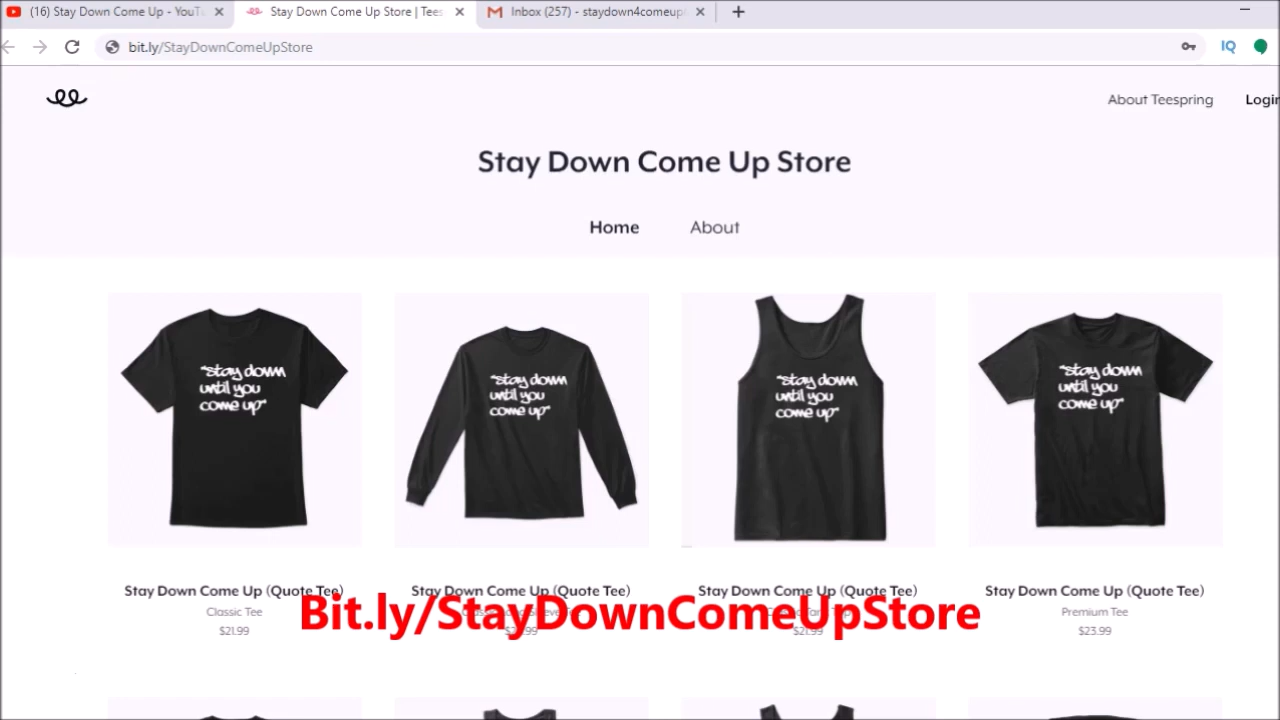 (16) Stay Down Come Up - YouTu
Stay Down Come Up Store | Tees
Inbox (257) - staydown4comeup
bit.ly/StayDownComeUpStore
IQ
About Teespring
Login
Stay Down Come Up Store
Home
About
"stay down
until you
come up"
"stay down
until you
come up"
"stay down
until you
come up"
"stay down
until you
come up"
Stay Down Come Up (Quote Tee)
Classic Tee
$21.99
Stay Down Come Up (Quote Tee)
Stay Down Come Up (Quote Tee)
$21.99
Stay Down Come Up (Quote Tee)
Premium Tee
$23.99
Bit.ly/StayDownComeUpStore